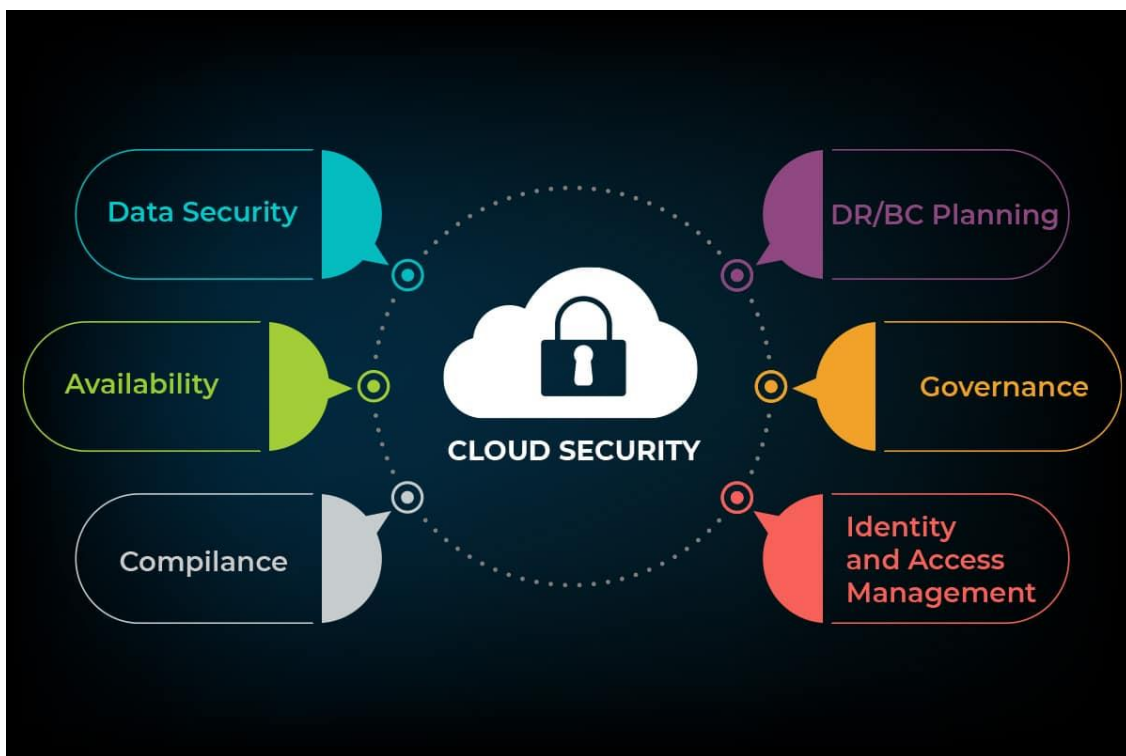 Data Security
DR/BC Planning
Availability
Governance
CLOUD SECURITY
Compilance
Identity
and Access
Management